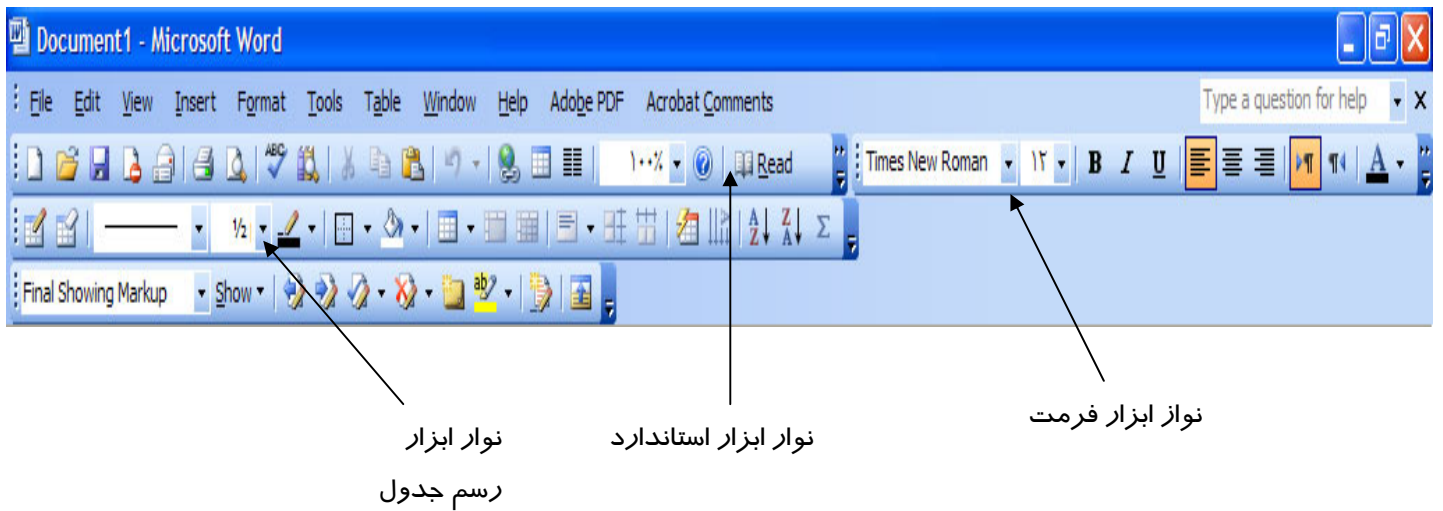 Document1 - Microsoft Word
File Edit View Insert Format Tools Table Window Help Adobe PDF Acrobat Comments Type a question for help
ABC ۱۰۰% Read Times New Roman ۱۲ B I U A
½ A Z Z A Σ
Final Showing Markup Show ab
نواز ابزار فرمت
نوار ابزار استاندارد
نوار ابزار
رسم جدول